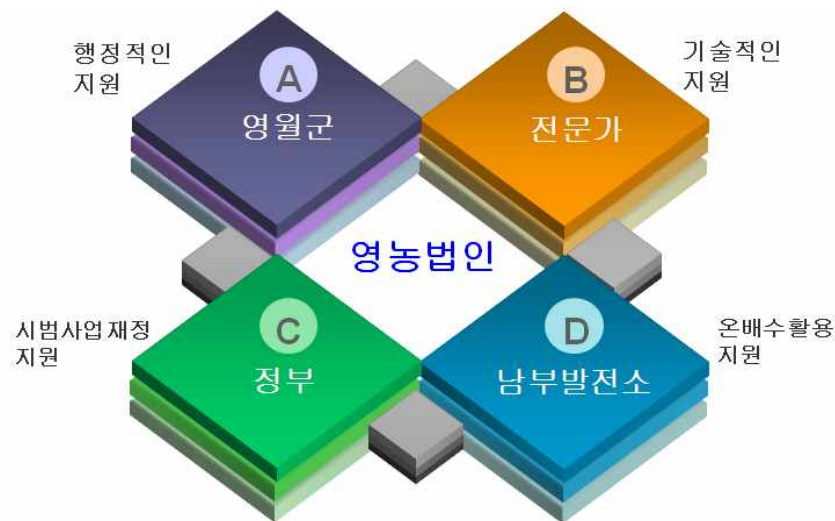 행정적인
지원
A
영월군
B
전문가
기술적인
지원
영농법인
시범사업재정
지원
C
정부
D
남부발전소
온배수활용
지원